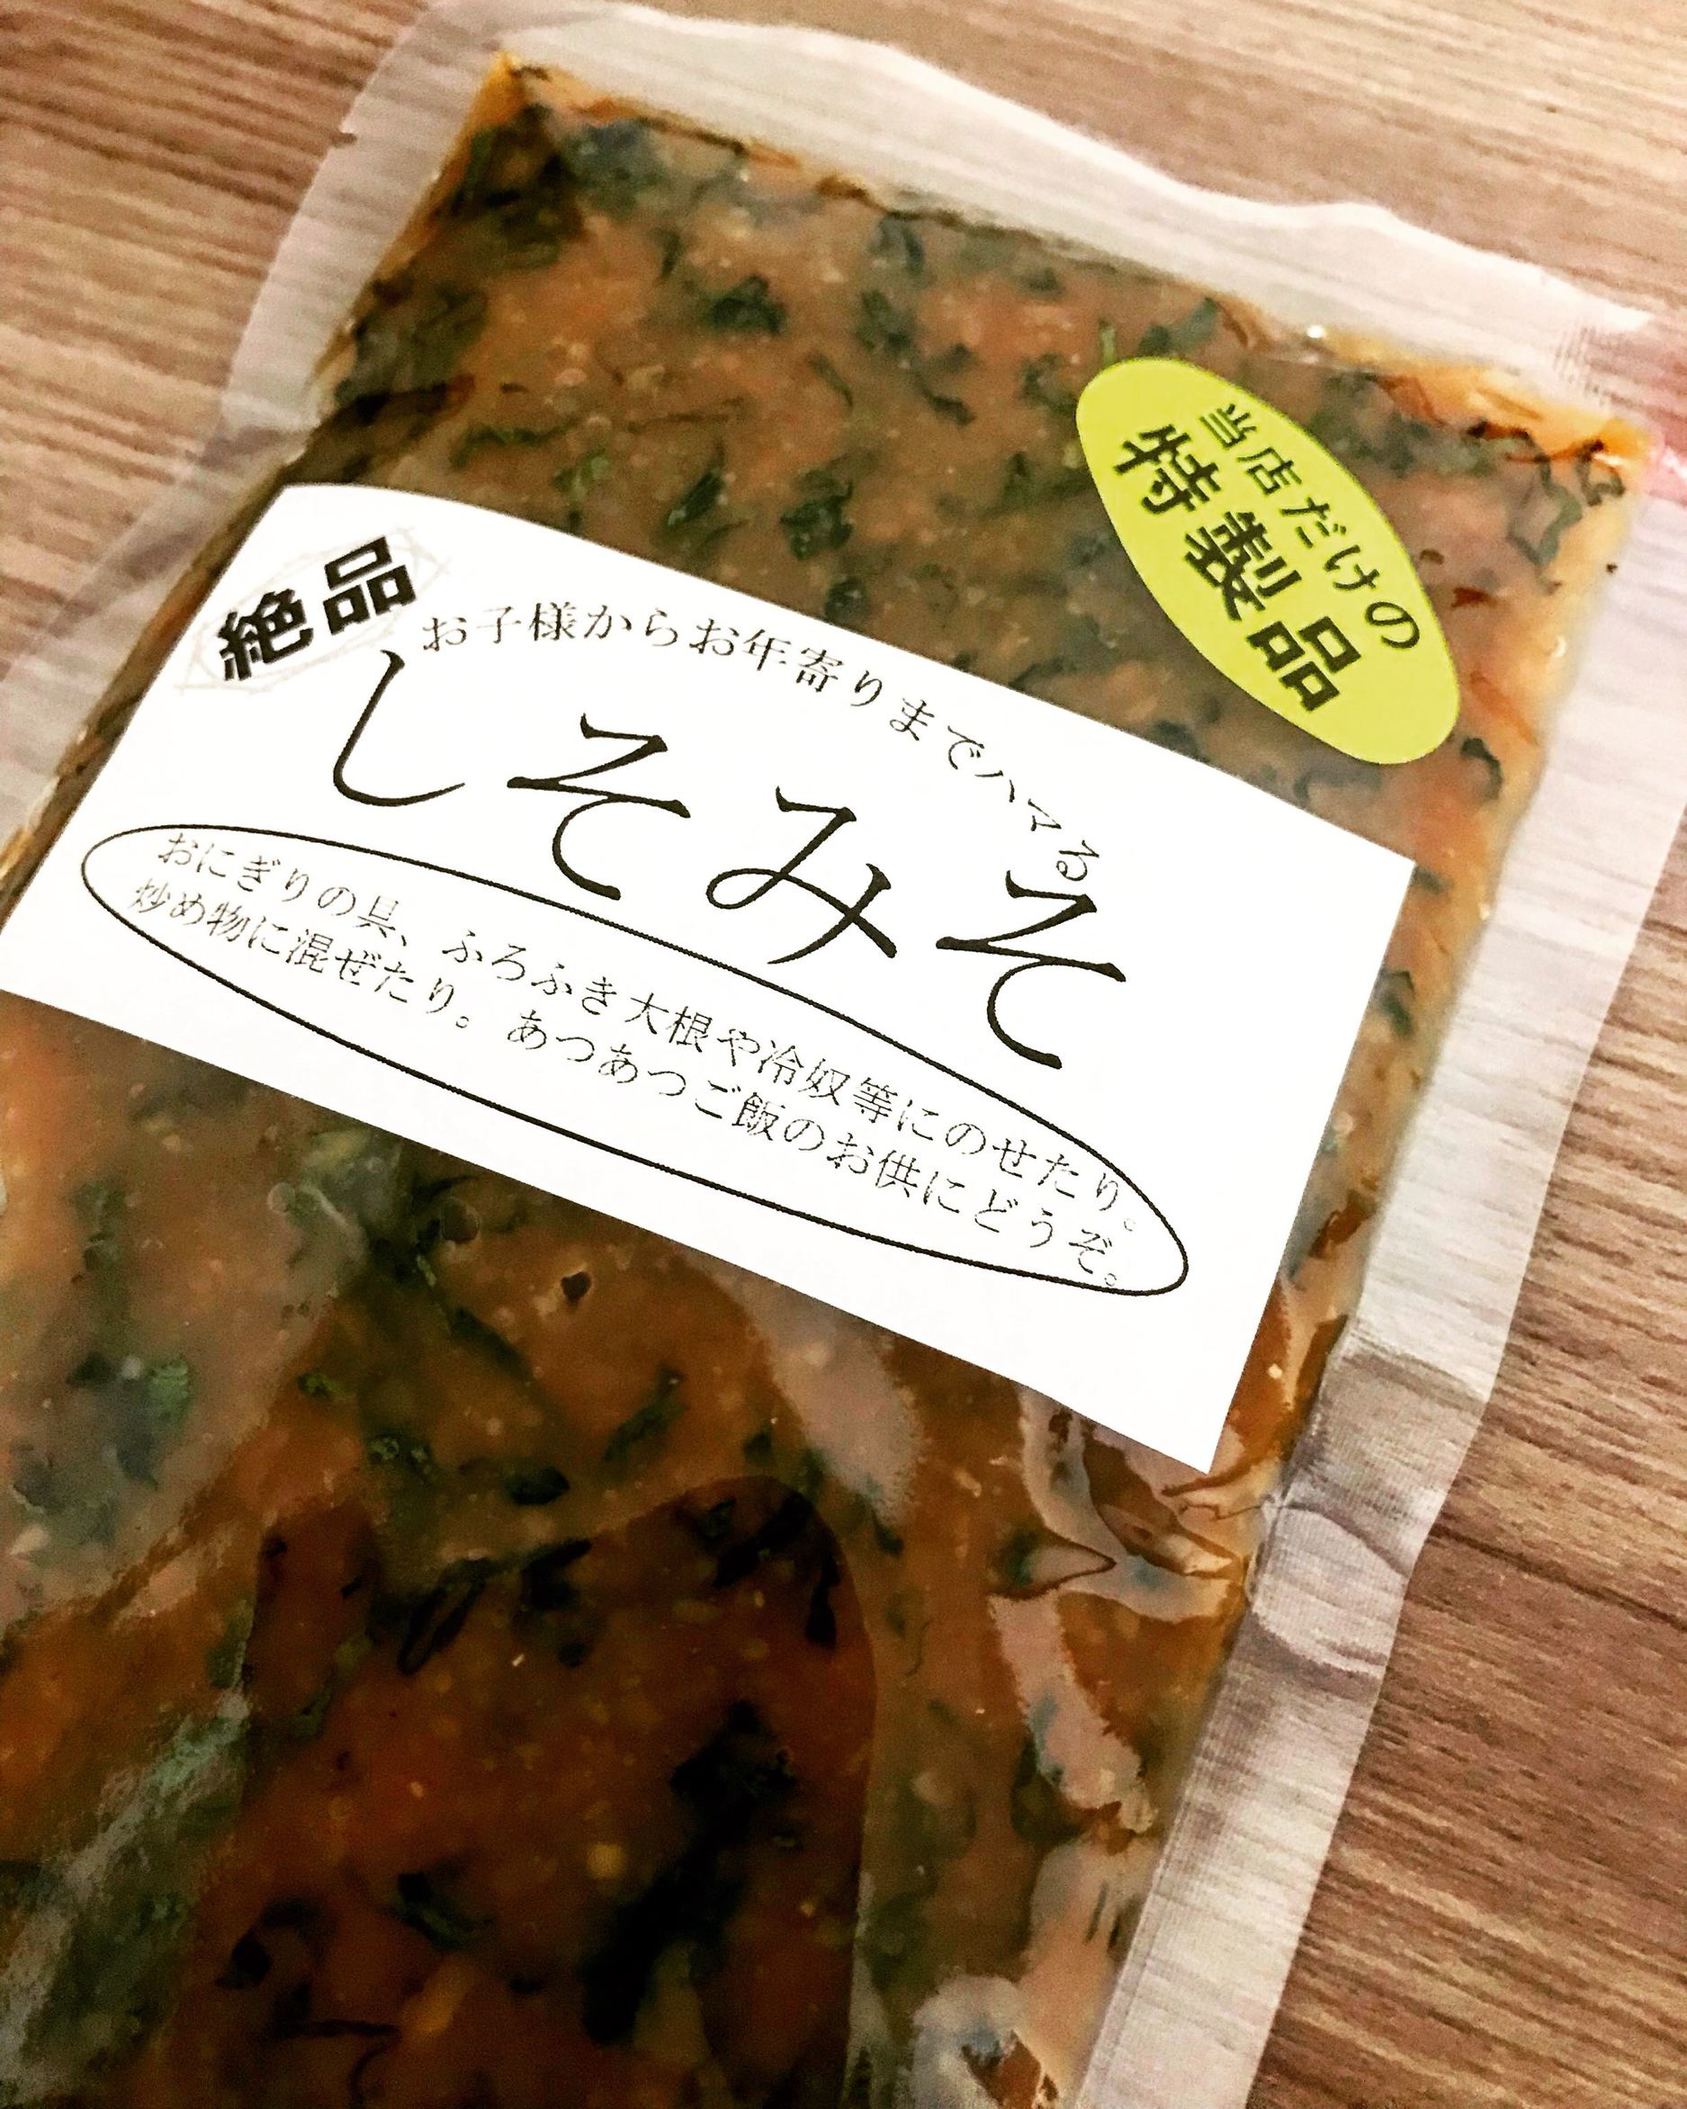 当店だけの
特製品
絶品
お子様からお年寄りまでハマる
しそみそ
おにぎりの具、ふろふき大根や冷奴等にのせたり。
炒め物に混ぜたり。あつあつご飯のお供にどうぞ。